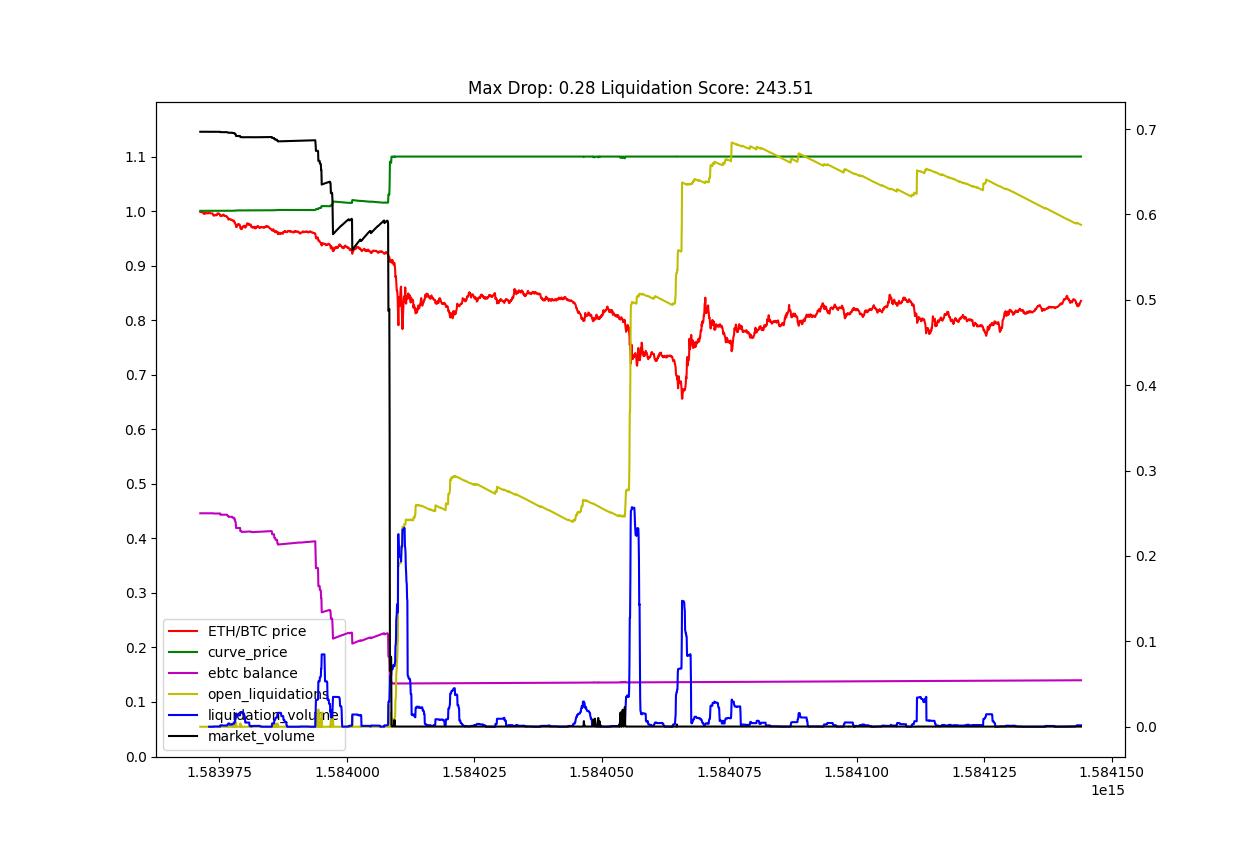 Max Drop: 0.28 Liquidation Score: 243.51
1.1
1.0
0.9
0.8
0.7
0.6
0.5
0.4
0.3
0.2
0.1
0.0
0.7
0.6
0.5
0.4
0.3
0.2
0.1
0.0
ETH/BTC price
curve_price
ebtc balance
open_liquidations
liquidation_volume
market_volume
1.583975 1.584000 1.584025 1.584050 1.584075 1.584100 1.584125 1.584150
1e15